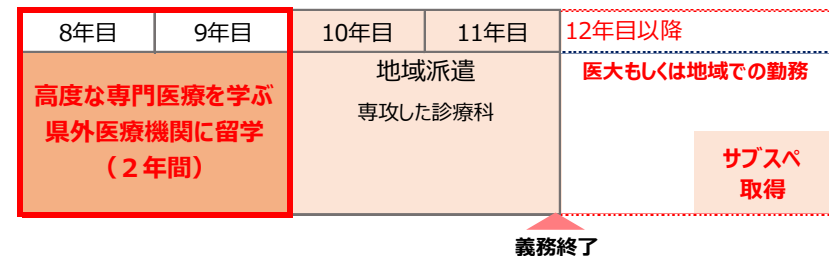 8年目 9年目 10年目 11年目 12年目以降
高度な専門医療を学ぶ
県外医療機関に留学
（２年間）
地域派遣
専攻した診療科
医大もしくは地域での勤務
サブスペ
取得
義務終了